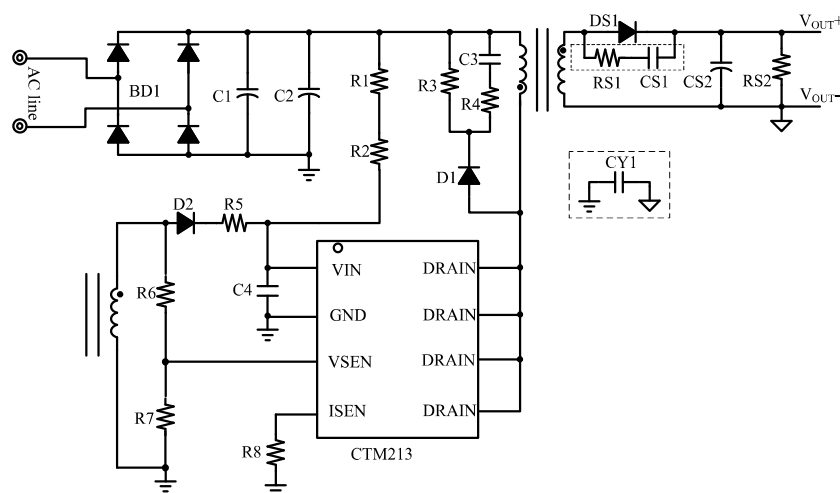 DS1
VOUT+
RS1
CS1
CS2
RS2
VOUT-
AC line
BD1
C1
C2
R1
R2
R3
C3
R4
D1
CY1
D2
R5
R6
R7
C4
R8
VIN
GND
VSEN
ISEN
DRAIN
DRAIN
DRAIN
DRAIN
CTM213